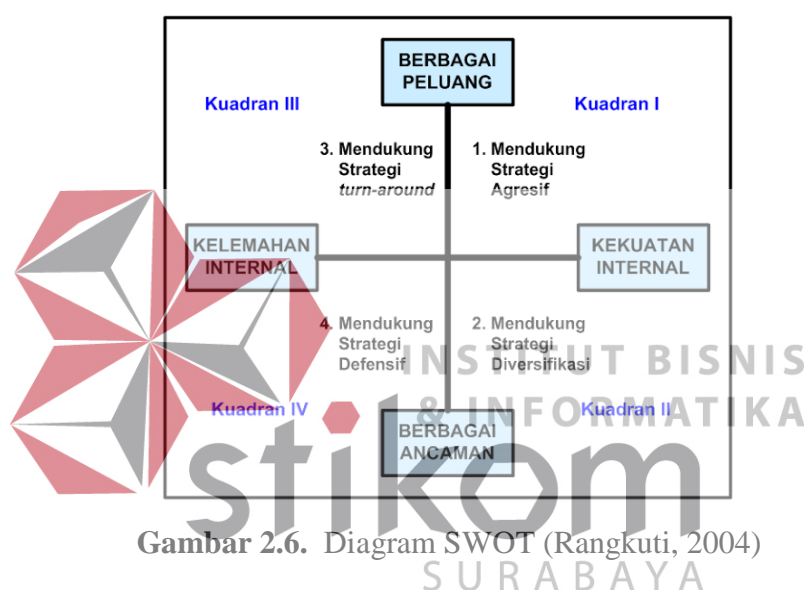 BERBAGAI
PELUANG
Kuadran III
Kuadran I
3. Mendukung
Strategi
turn-around
1. Mendukung
Strategi
Agresif
KELEMAHAN
INTERNAL
KEKUATAN
INTERNAL
4. Mendukung
Strategi
Defensif
2. Mendukung
Strategi
Diversifikasi
INSTITUT BISNIS
& INFORMATIKA
Kuadran IV
Kuadran II
BERBAGAI
ANCAMAN
stikom
Gambar 2.6. Diagram SWOT (Rangkuti, 2004)
SURABAYA